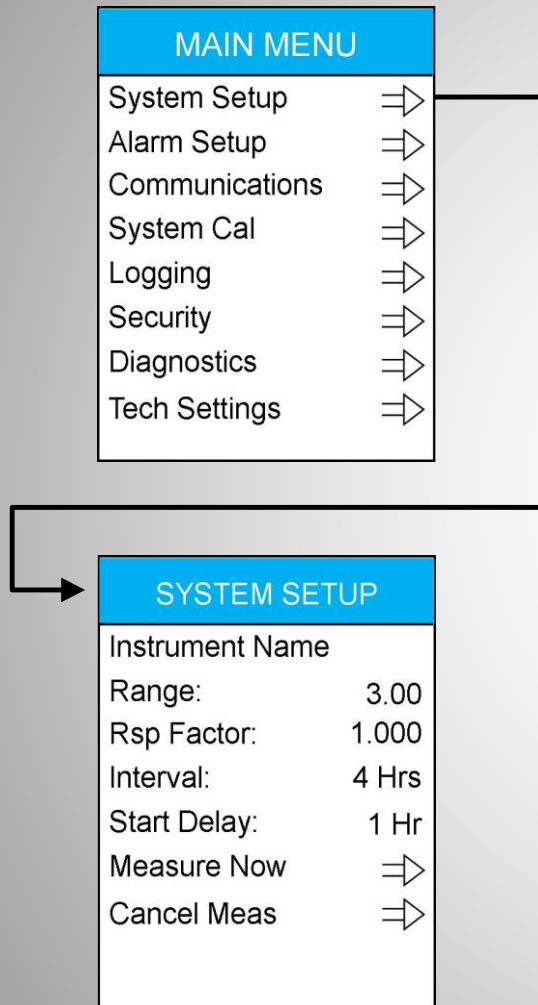 MAIN MENU
System Setup
Alarm Setup
Communications
System Cal
Logging
Security
Diagnostics
Tech Settings
SYSTEM SETUP
Instrument Name
Range: 3.00
Rsp Factor: 1.000
Interval: 4 Hrs
Start Delay: 1 Hr
Measure Now
Cancel Meas